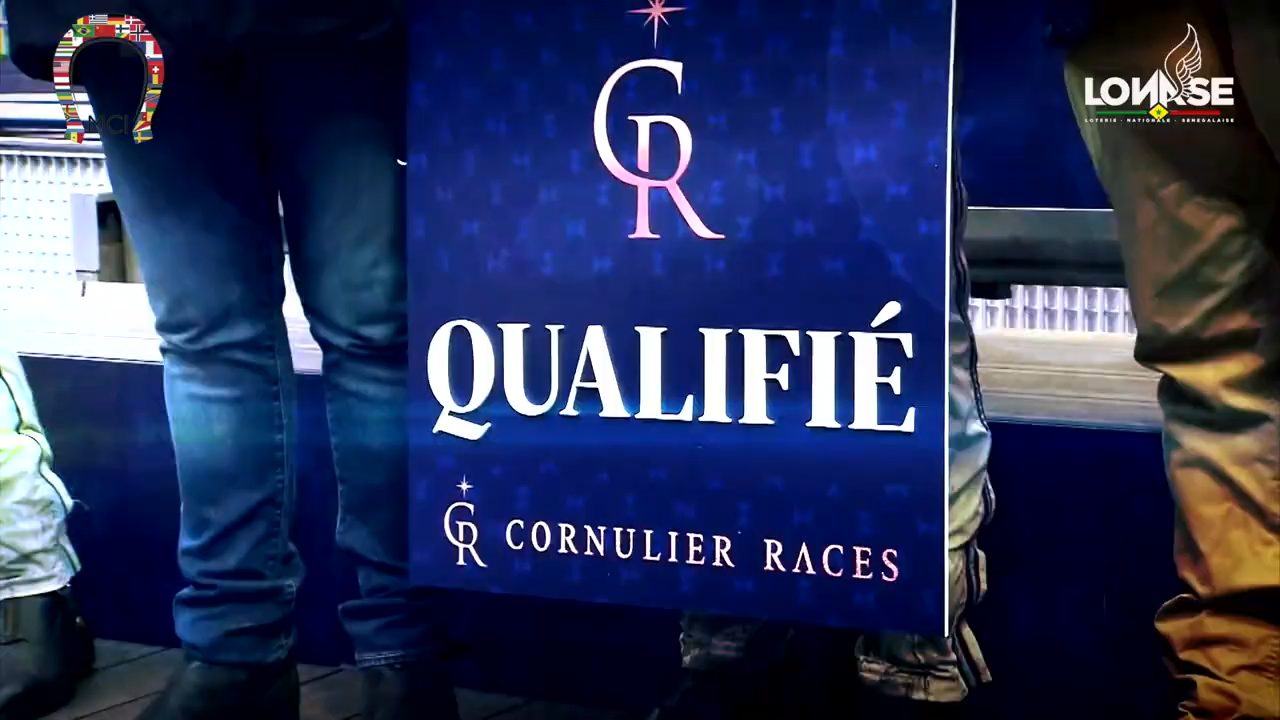 LONASE
LOTERIE · NATIONALE · SENEGALAISE
CR
QUALIFIÉ
CR CORNULIER RACES